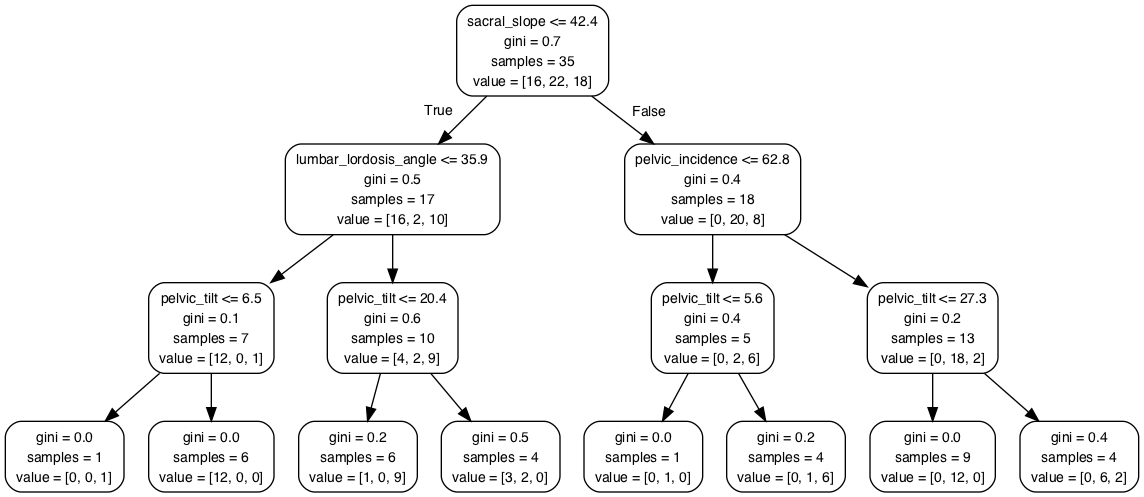 sacral_slope <= 42.4
gini = 0.7
samples = 35
value = [16, 22, 18]
True
False
lumbar_lordosis_angle <= 35.9
gini = 0.5
samples = 17
value = [16, 2, 10]
pelvic_incidence <= 62.8
gini = 0.4
samples = 18
value = [0, 20, 8]
pelvic_tilt <= 6.5
gini = 0.1
samples = 7
value = [12, 0, 1]
pelvic_tilt <= 20.4
gini = 0.6
samples = 10
value = [4, 2, 9]
pelvic_tilt <= 5.6
gini = 0.4
samples = 5
value = [0, 2, 6]
pelvic_tilt <= 27.3
gini = 0.2
samples = 13
value = [0, 18, 2]
gini = 0.0
samples = 1
value = [0, 0, 1]
gini = 0.0
samples = 6
value = [12, 0, 0]
gini = 0.2
samples = 6
value = [1, 0, 9]
gini = 0.5
samples = 4
value = [3, 2, 0]
gini = 0.0
samples = 1
value = [0, 1, 0]
gini = 0.2
samples = 4
value = [0, 1, 6]
gini = 0.0
samples = 9
value = [0, 12, 0]
gini = 0.4
samples = 4
value = [0, 6, 2]